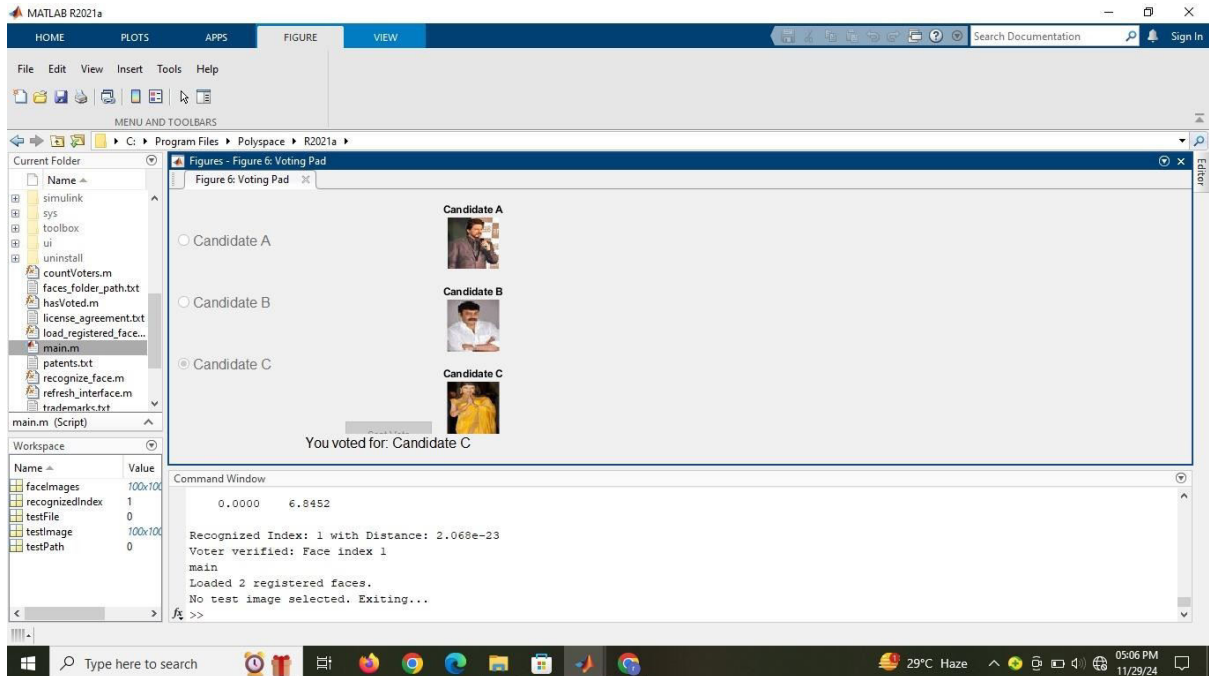 MATLAB R2021a
HOME PLOTS APPS FIGURE VIEW Search Documentation Sign In
File Edit View Insert Tools Help
MENU AND TOOLBARS
C: Program Files Polyspace R2021a
Current Folder
Name
simulink
sys
toolbox
ui
uninstall
countVoters.m
faces_folder_path.txt
hasVoted.m
license_agreement.txt
load_registered_face...
main.m
patents.txt
recognize_face.m
refresh_interface.m
trademarks.txt
main.m (Script)
Workspace
Name Value
faceImages 100x100
recognizedIndex 1
testFile 0
testImage 100x100
testPath 0
Figures - Figure 6: Voting Pad
Figure 6: Voting Pad
Editor
Candidate A
Candidate A
Candidate B
Candidate B
Candidate C
Candidate C
You voted for: Candidate C
Command Window
0.0000 6.8452
Recognized Index: 1 with Distance: 2.068e-23
Voter verified: Face index 1
main
Loaded 2 registered faces.
No test image selected. Exiting...
fx >>
Type here to search
29°C Haze
05:06 PM
11/29/24